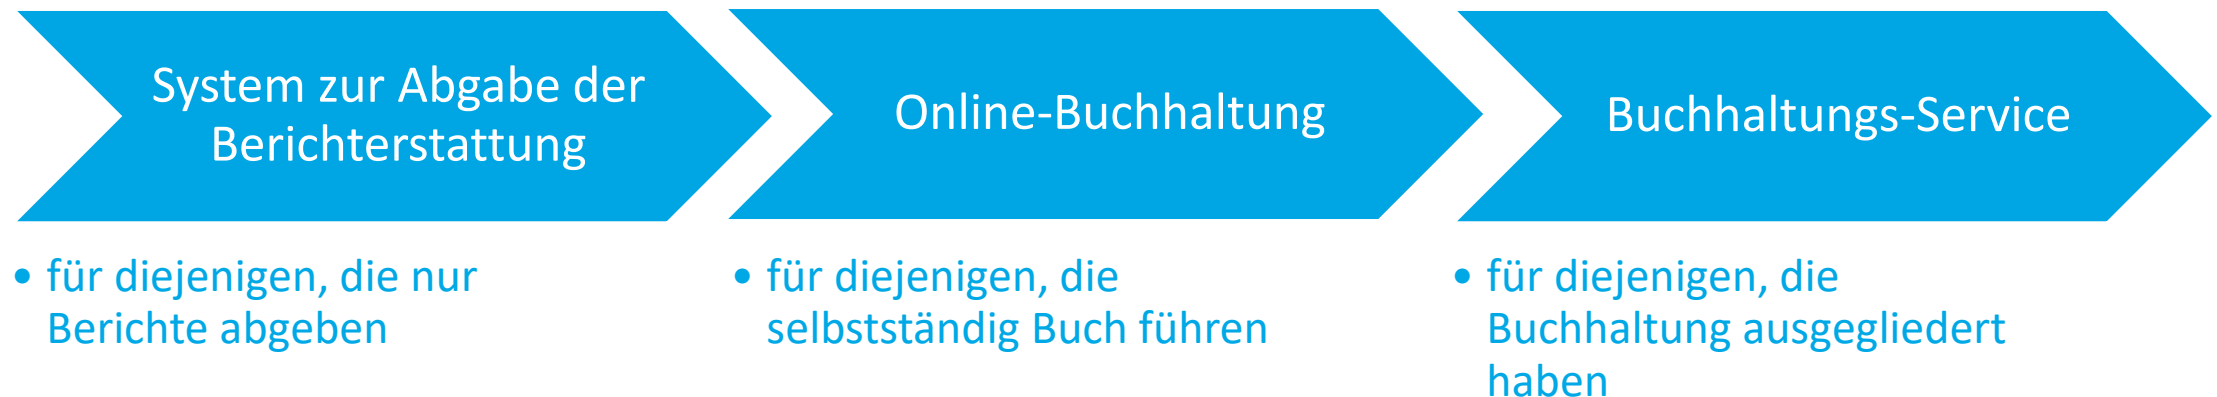 System zur Abgabe der
Berichterstattung
Online-Buchhaltung
Buchhaltungs-Service
• für diejenigen, die nur
Berichte abgeben
• für diejenigen, die
selbstständig Buch führen
• für diejenigen, die
Buchhaltung ausgegliedert
haben